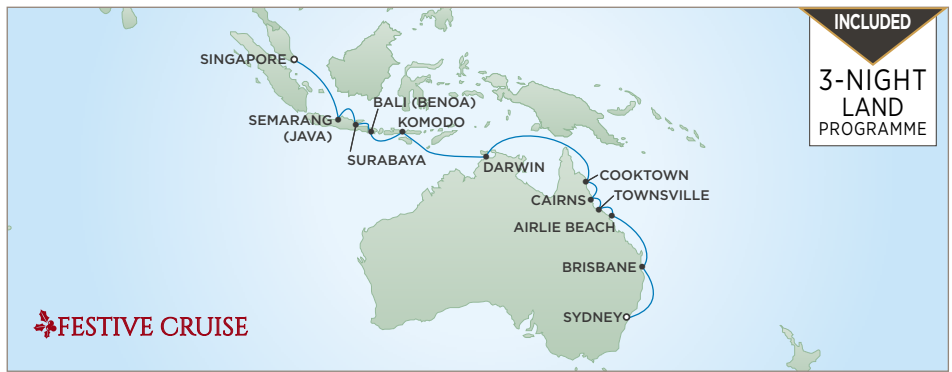 INCLUDED
3-NIGHT
LAND
PROGRAMME
SINGAPORE
BALI (BENOA)
SEMARANG
(JAVA)
KOMODO
SURABAYA
DARWIN
COOKTOWN
CAIRNS
TOWNSVILLE
AIRLIE BEACH
BRISBANE
SYDNEY
FESTIVE CRUISE